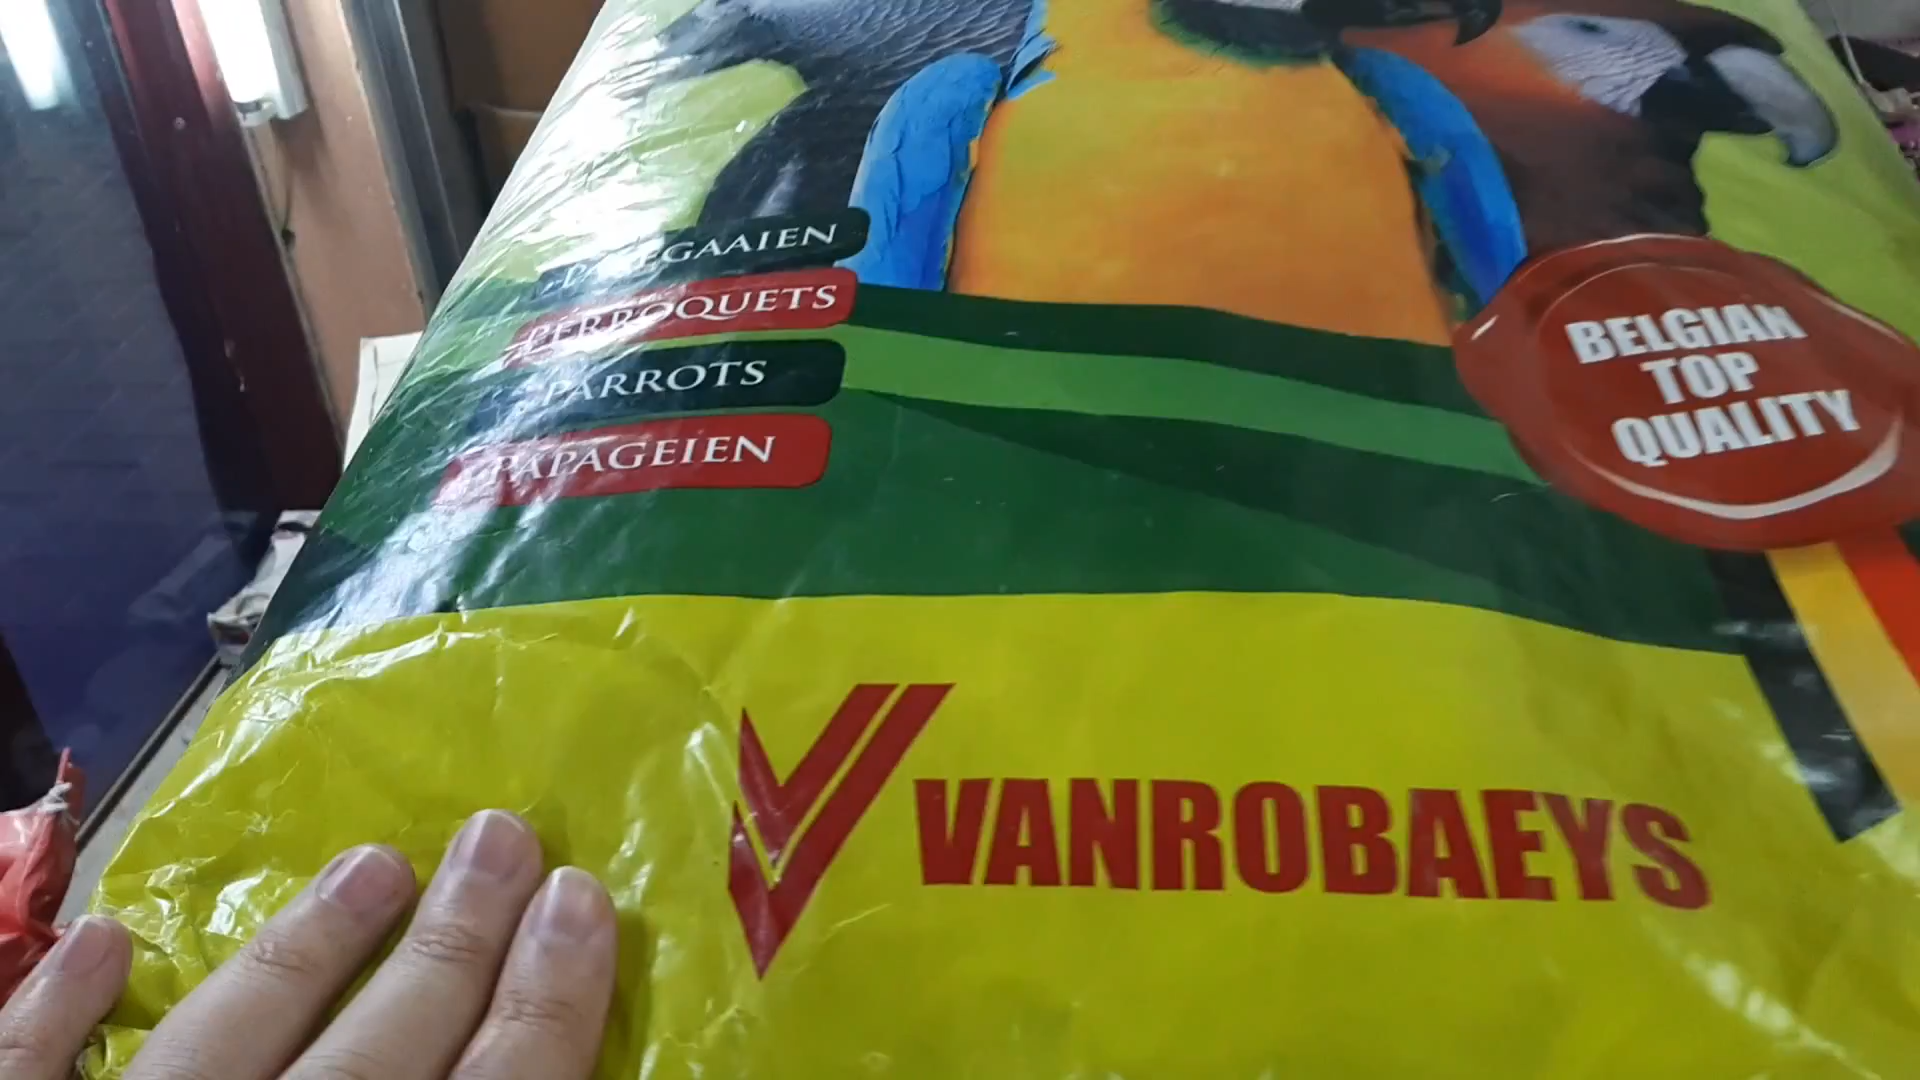 PAPEGAAIEN
PERROQUETS
PARROTS
PAPAGEIEN
BELGIAN
TOP
QUALITY
VANROBAEYS